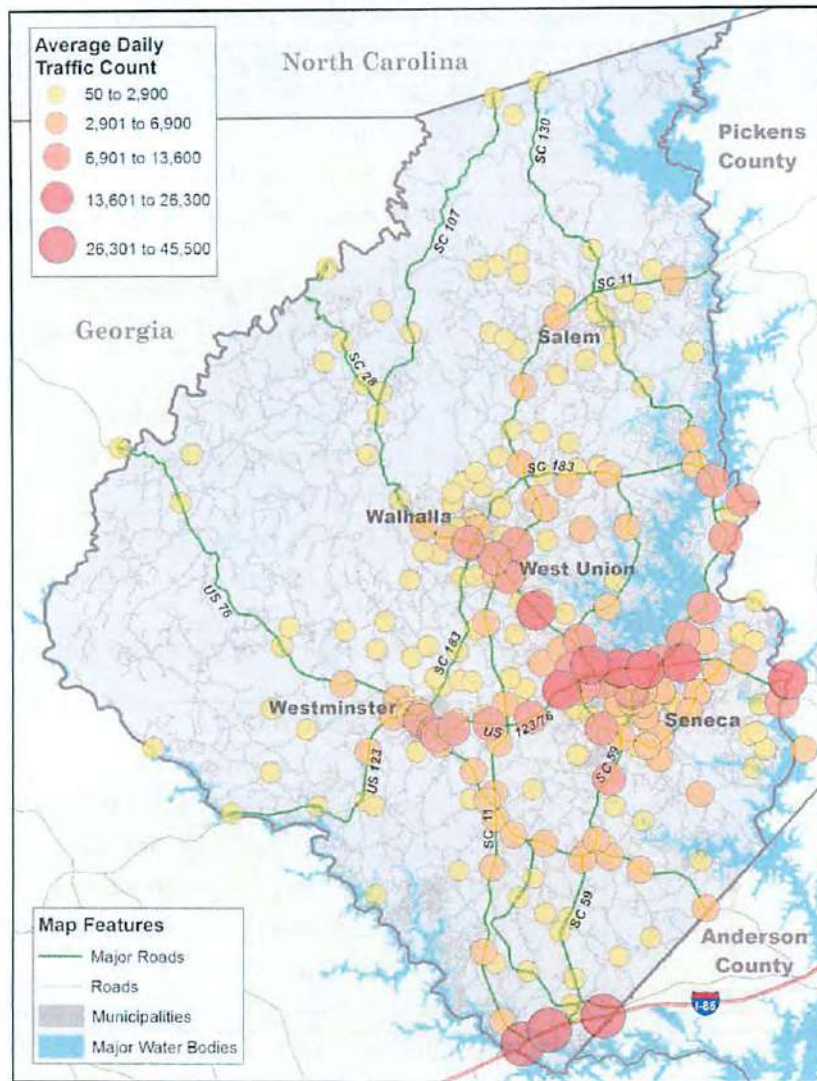 Average Daily
Traffic Count
50 to 2,900
2,901 to 6,900
6,901 to 13,600
13,601 to 26,300
26,301 to 45,500
North Carolina
Pickens
County
SC 130
SC 107
SC 11
Georgia
Salem
SC 28
SC 183
Walhalla
West Union
US 76
SC 183
Westminster
US 123/76
Seneca
SC 59
US 123
SC 11
SC 59
Anderson
County
I-85
Map Features
Major Roads
Roads
Municipalities
Major Water Bodies